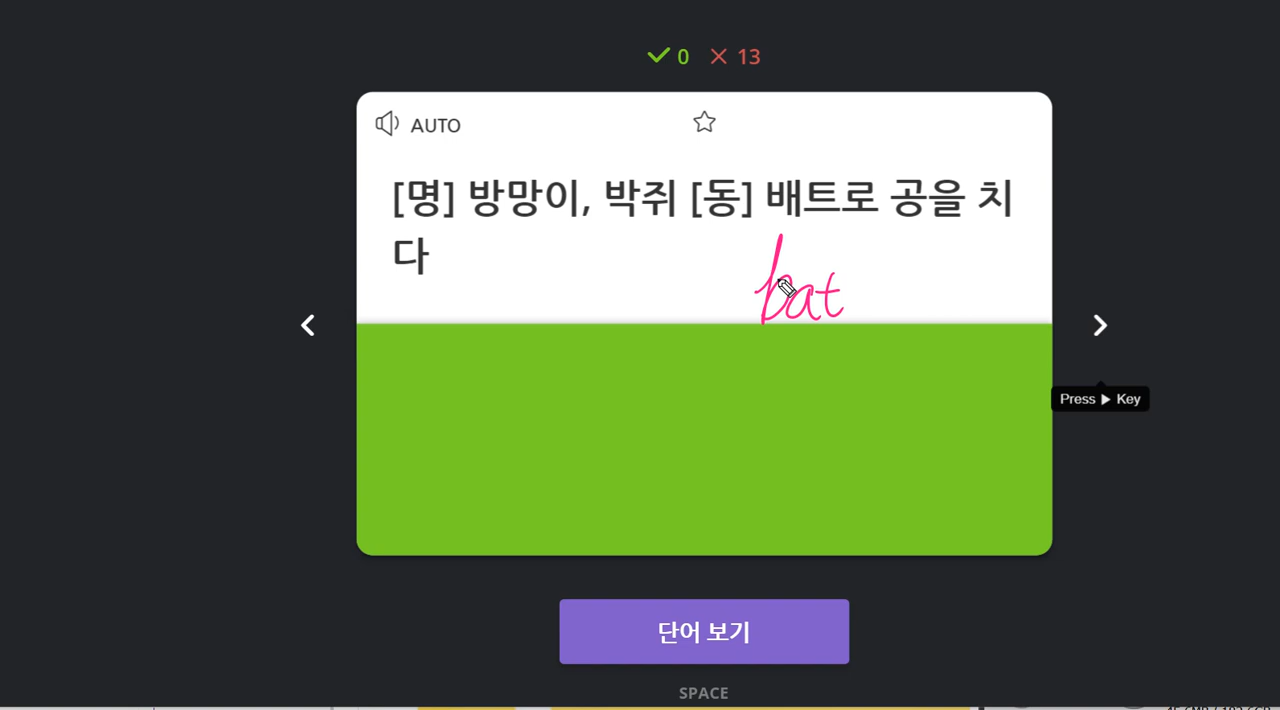 0 13
AUTO
[명] 방망이, 박쥐 [동] 배트로 공을 치
다
bat
Press ▶ Key
단어 보기
SPACE